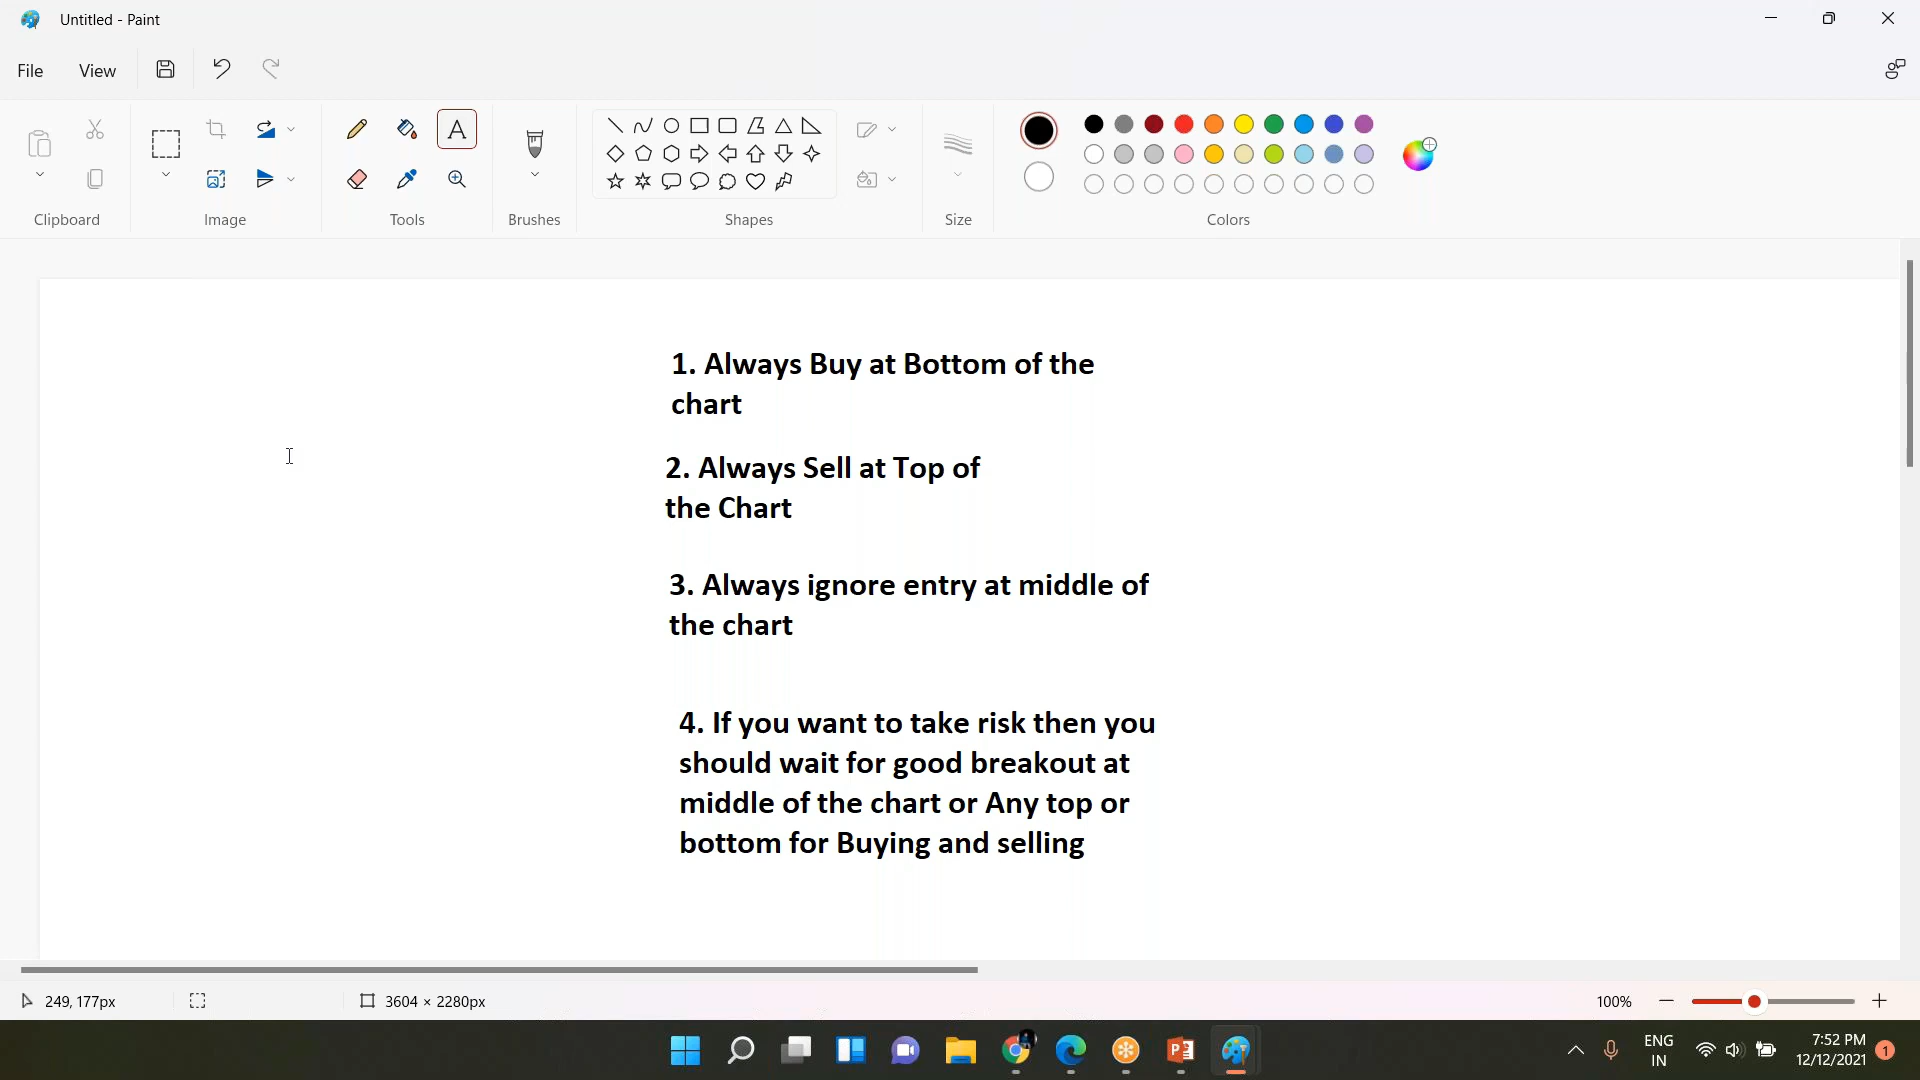 Untitled - Paint
File View
Clipboard Image Tools Brushes Shapes Size Colors
1. Always Buy at Bottom of the
chart
2. Always Sell at Top of
the Chart
3. Always ignore entry at middle of
the chart
4. If you want to take risk then you
should wait for good breakout at
middle of the chart or Any top or
bottom for Buying and selling
249, 177px 3604 × 2280px 100%
ENG 7:52 PM
IN 12/12/2021 1